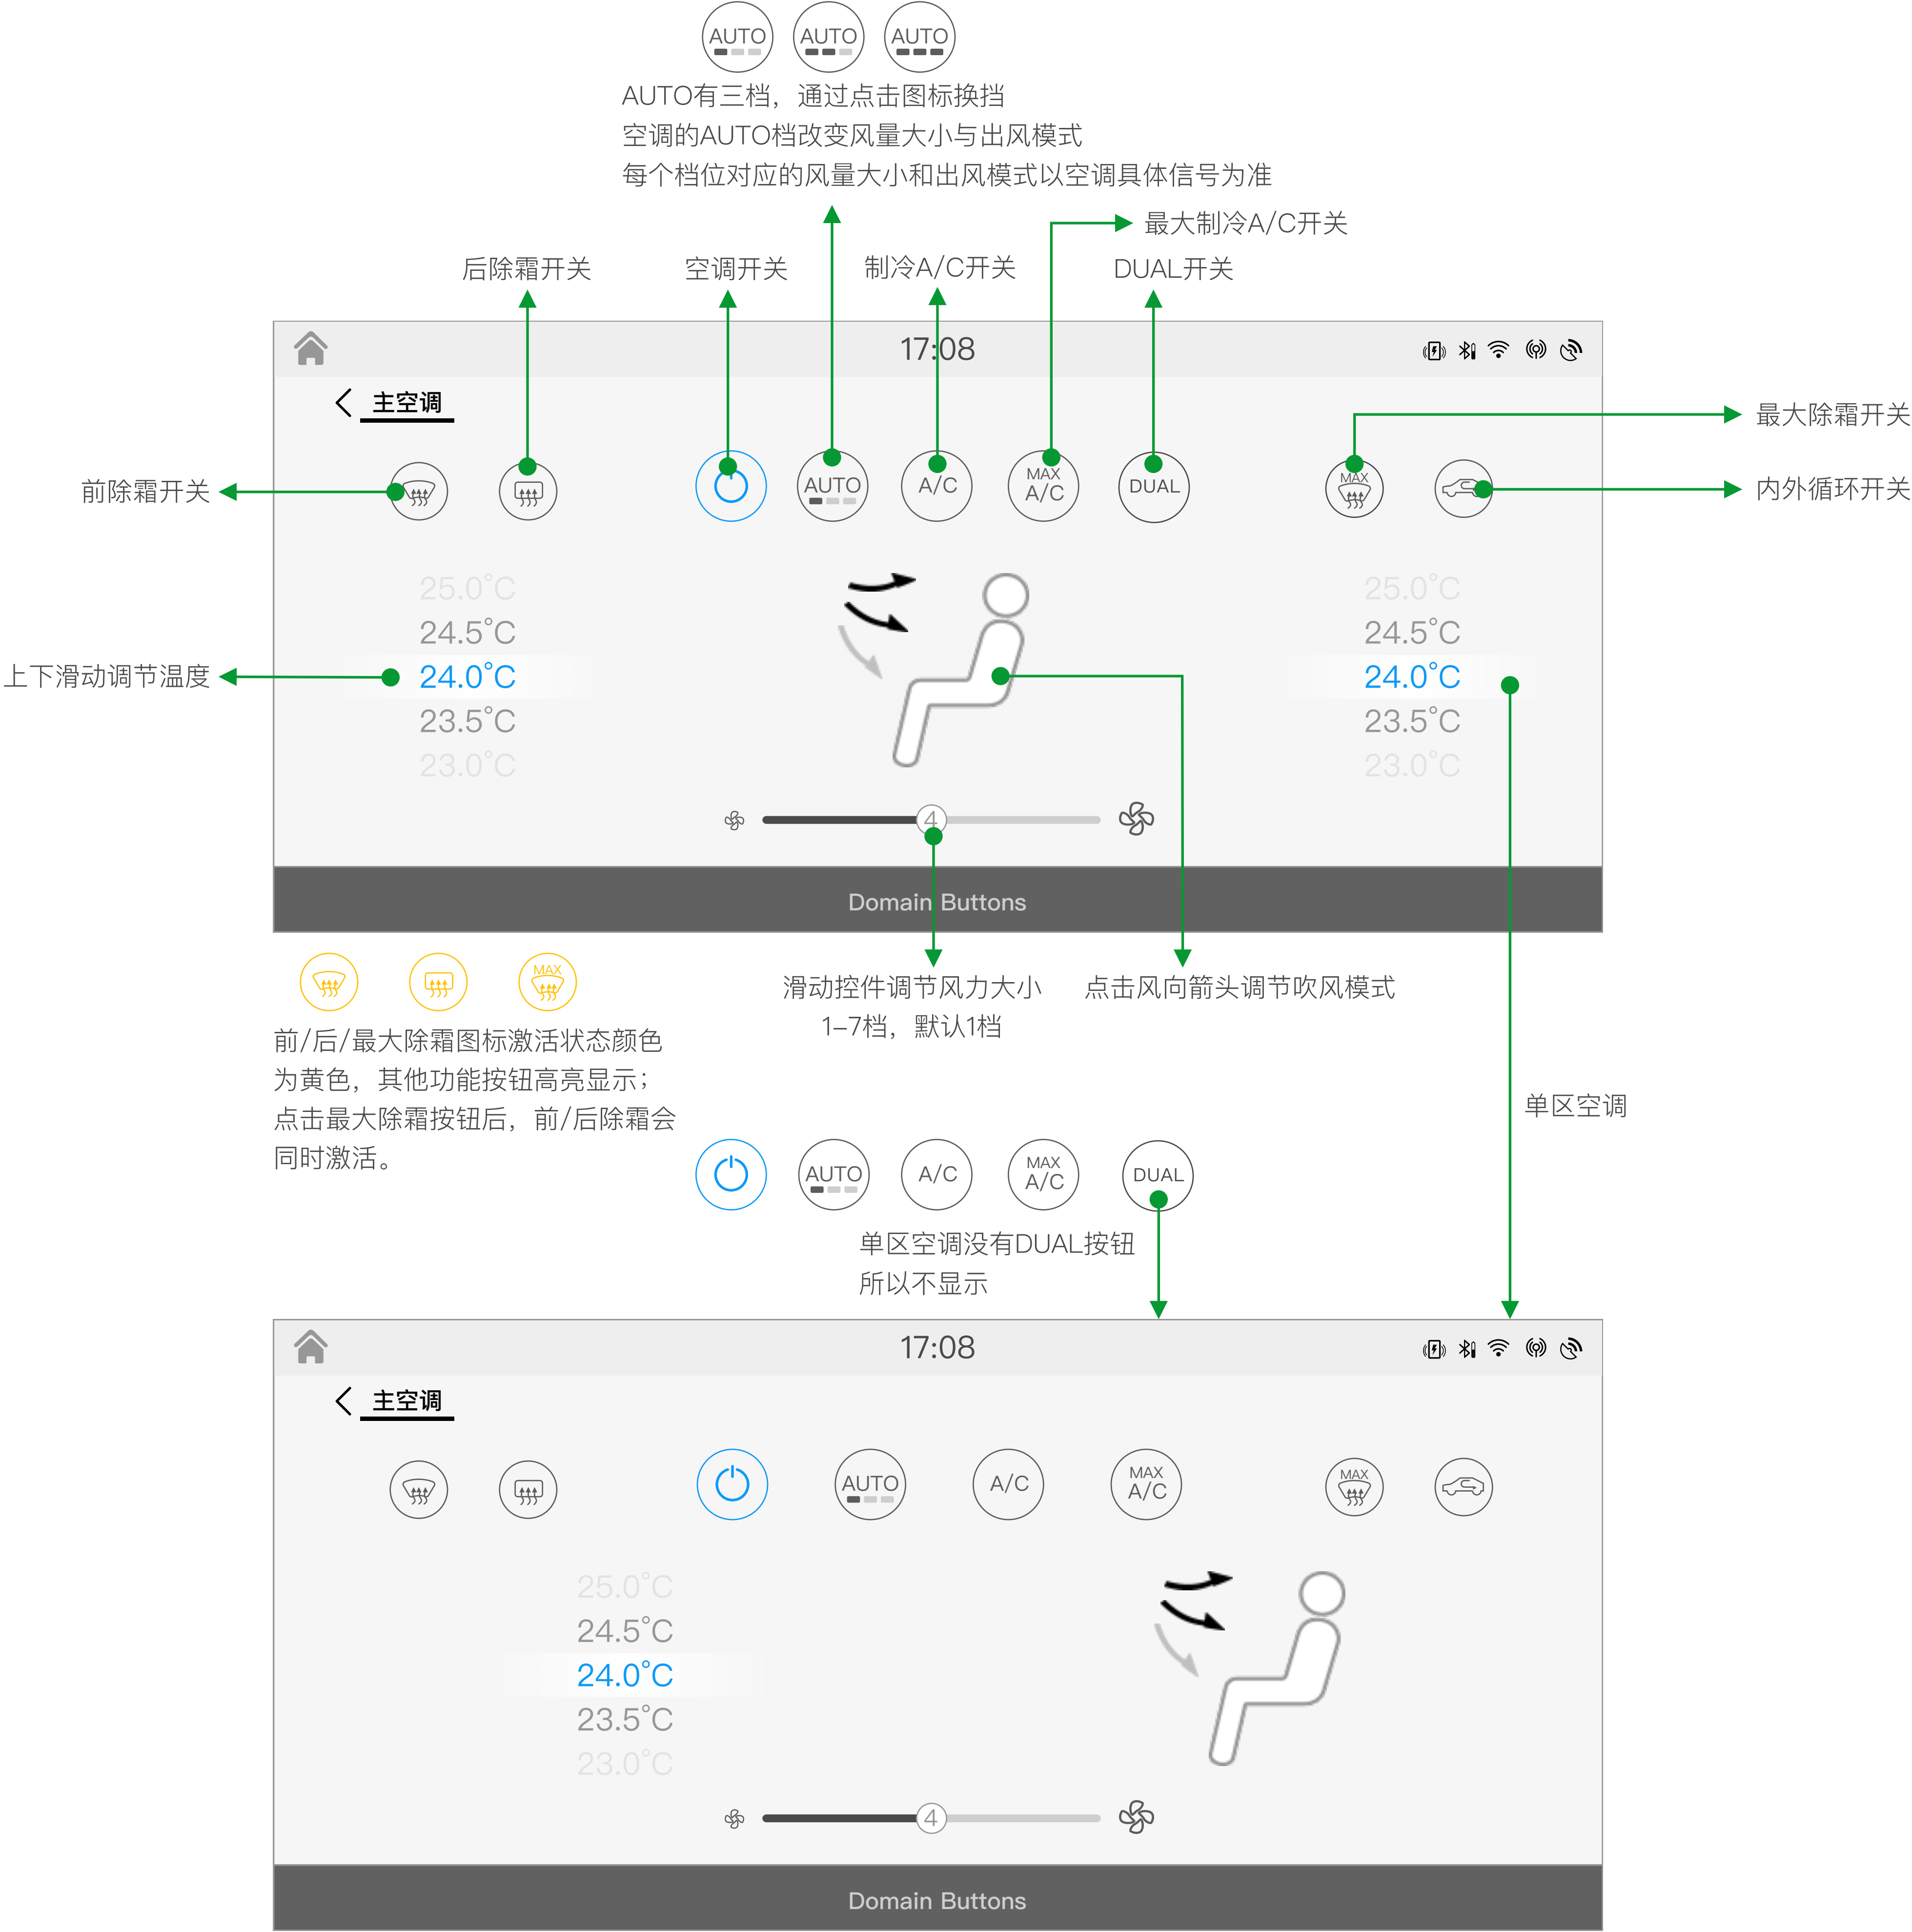 AUTO AUTO AUTO
AUTO有三档，通过点击图标换挡
空调的AUTO档改变风量大小与出风模式
每个档位对应的风量大小和出风模式以空调具体信号为准
最大制冷A/C开关
后除霜开关 空调开关 制冷A/C开关 DUAL开关
17:08
主空调
最大除霜开关
前除霜开关
AUTO
A/C
MAX
A/C
DUAL
MAX
内外循环开关
25.0°C 25.0°C
24.5°C 24.5°C
上下滑动调节温度
24.0°C 24.0°C
23.5°C 23.5°C
23.0°C 23.0°C
4
Domain Buttons
MAX
滑动控件调节风力大小
1-7档，默认1档
点击风向箭头调节吹风模式
前/后/最大除霜图标激活状态颜色
为黄色，其他功能按钮高亮显示；
点击最大除霜按钮后，前/后除霜会
同时激活。
单区空调
AUTO
A/C
MAX
A/C
DUAL
单区空调没有DUAL按钮
所以不显示
17:08
主空调
AUTO
A/C
MAX
A/C
MAX
25.0°C
24.5°C
24.0°C
23.5°C
23.0°C
4
Domain Buttons